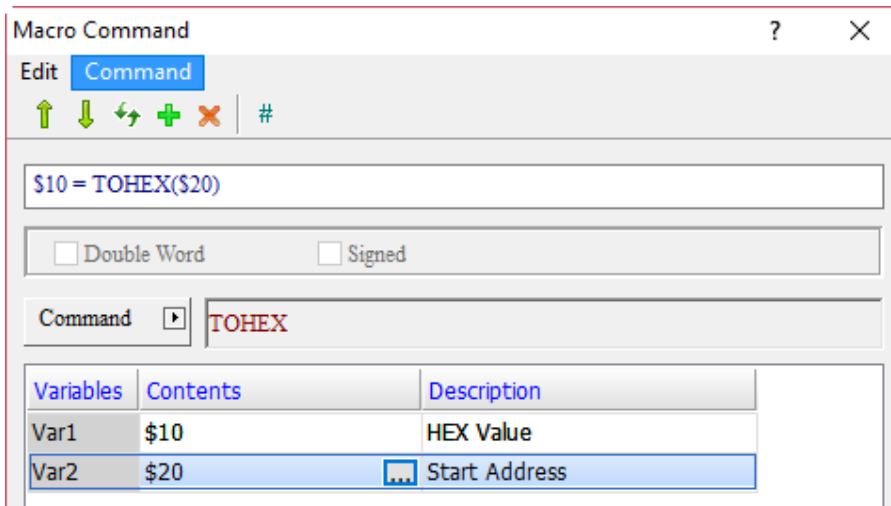 Macro Command ?
Edit Command
#
$10 = TOHEX($20)
Double Word Signed
Command TOHEX
Variables Contents Description
Var1 $10 HEX Value
Var2 $20 ... Start Address